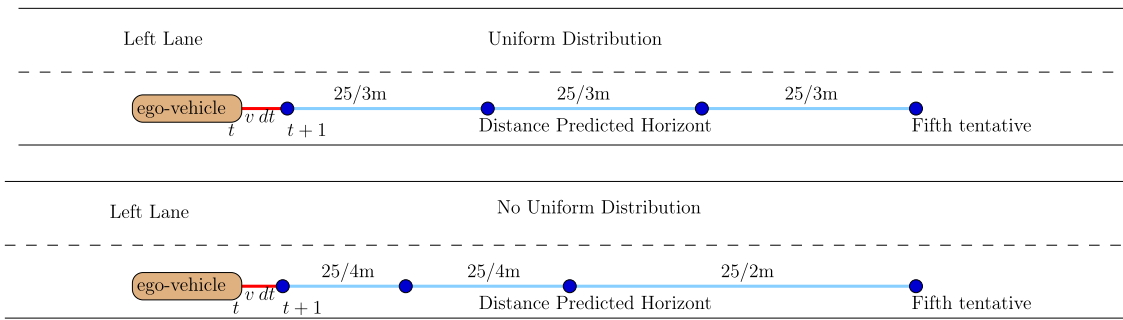 Left Lane Uniform Distribution
25/3m 25/3m 25/3m
ego-vehicle v dt
t t + 1 Distance Predicted Horizont Fifth tentative
Left Lane No Uniform Distribution
25/4m 25/4m 25/2m
ego-vehicle v dt
t t + 1 Distance Predicted Horizont Fifth tentative